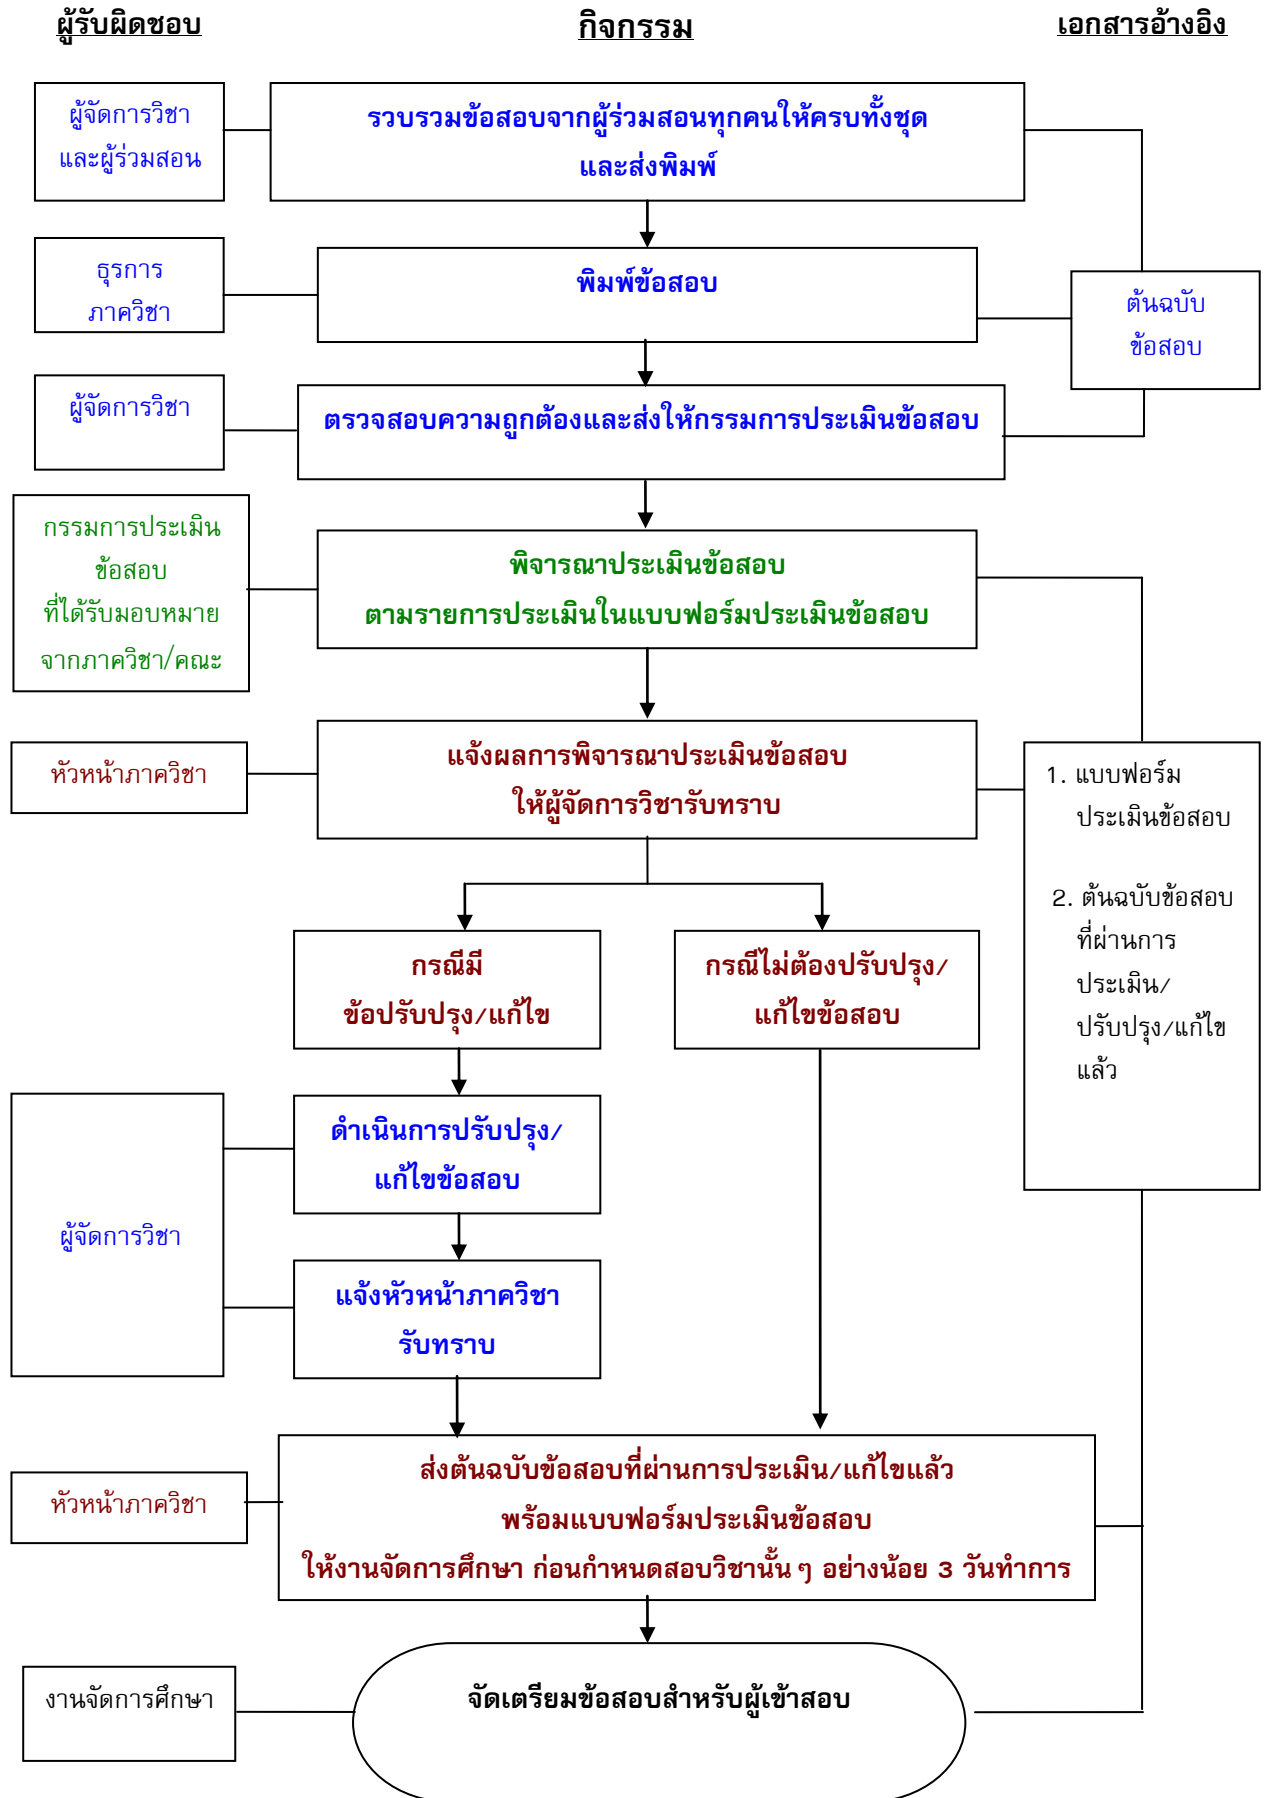 ผู้รับผิดชอบ
กิจกรรม
เอกสารอ้างอิง
ผู้จัดการวิชา
และผู้ร่วมสอน
รวบรวมข้อสอบจากผู้ร่วมสอนทุกคนให้ครบทั้งชุด
และส่งพิมพ์
ธุรการ
ภาควิชา
พิมพ์ข้อสอบ
ต้นฉบับ
ข้อสอบ
ผู้จัดการวิชา
ตรวจสอบความถูกต้องและส่งให้กรรมการประเมินข้อสอบ
กรรมการประเมิน
ข้อสอบ
ที่ได้รับมอบหมาย
จากภาควิชา/คณะ
พิจารณาประเมินข้อสอบ
ตามรายการประเมินในแบบฟอร์มประเมินข้อสอบ
หัวหน้าภาควิชา
แจ้งผลการพิจารณาประเมินข้อสอบ
ให้ผู้จัดการวิชารับทราบ
1. แบบฟอร์ม
ประเมินข้อสอบ
2. ต้นฉบับข้อสอบ
ที่ผ่านการ
ประเมิน/
ปรับปรุง/แก้ไข
แล้ว
กรณีมี
ข้อปรับปรุง/แก้ไข
กรณีไม่ต้องปรับปรุง/
แก้ไขข้อสอบ
ผู้จัดการวิชา
ดำเนินการปรับปรุง/
แก้ไขข้อสอบ
แจ้งหัวหน้าภาควิชา
รับทราบ
หัวหน้าภาควิชา
ส่งต้นฉบับข้อสอบที่ผ่านการประเมิน/แก้ไขแล้ว
พร้อมแบบฟอร์มประเมินข้อสอบ
ให้งานจัดการศึกษา ก่อนกำหนดสอบวิชานั้น ๆ อย่างน้อย 3 วันทำการ
งานจัดการศึกษา
จัดเตรียมข้อสอบสำหรับผู้เข้าสอบ